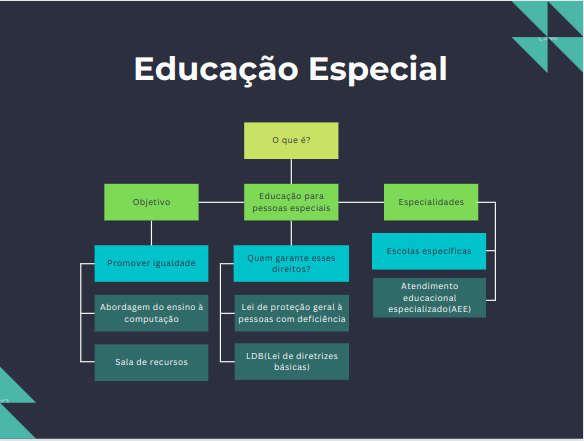 Educação Especial
O que é?
Objetivo
Educação para
pessoas especiais
Especialidades
Promover igualdade
Quem garante esses
direitos?
Escolas específicas
Abordagem do ensino à
computação
Lei de proteção geral à
pessoas com deficiência
Atendimento
educacional
especializado(AEE)
Sala de recursos
LDB(Lei de diretrizes
básicas)